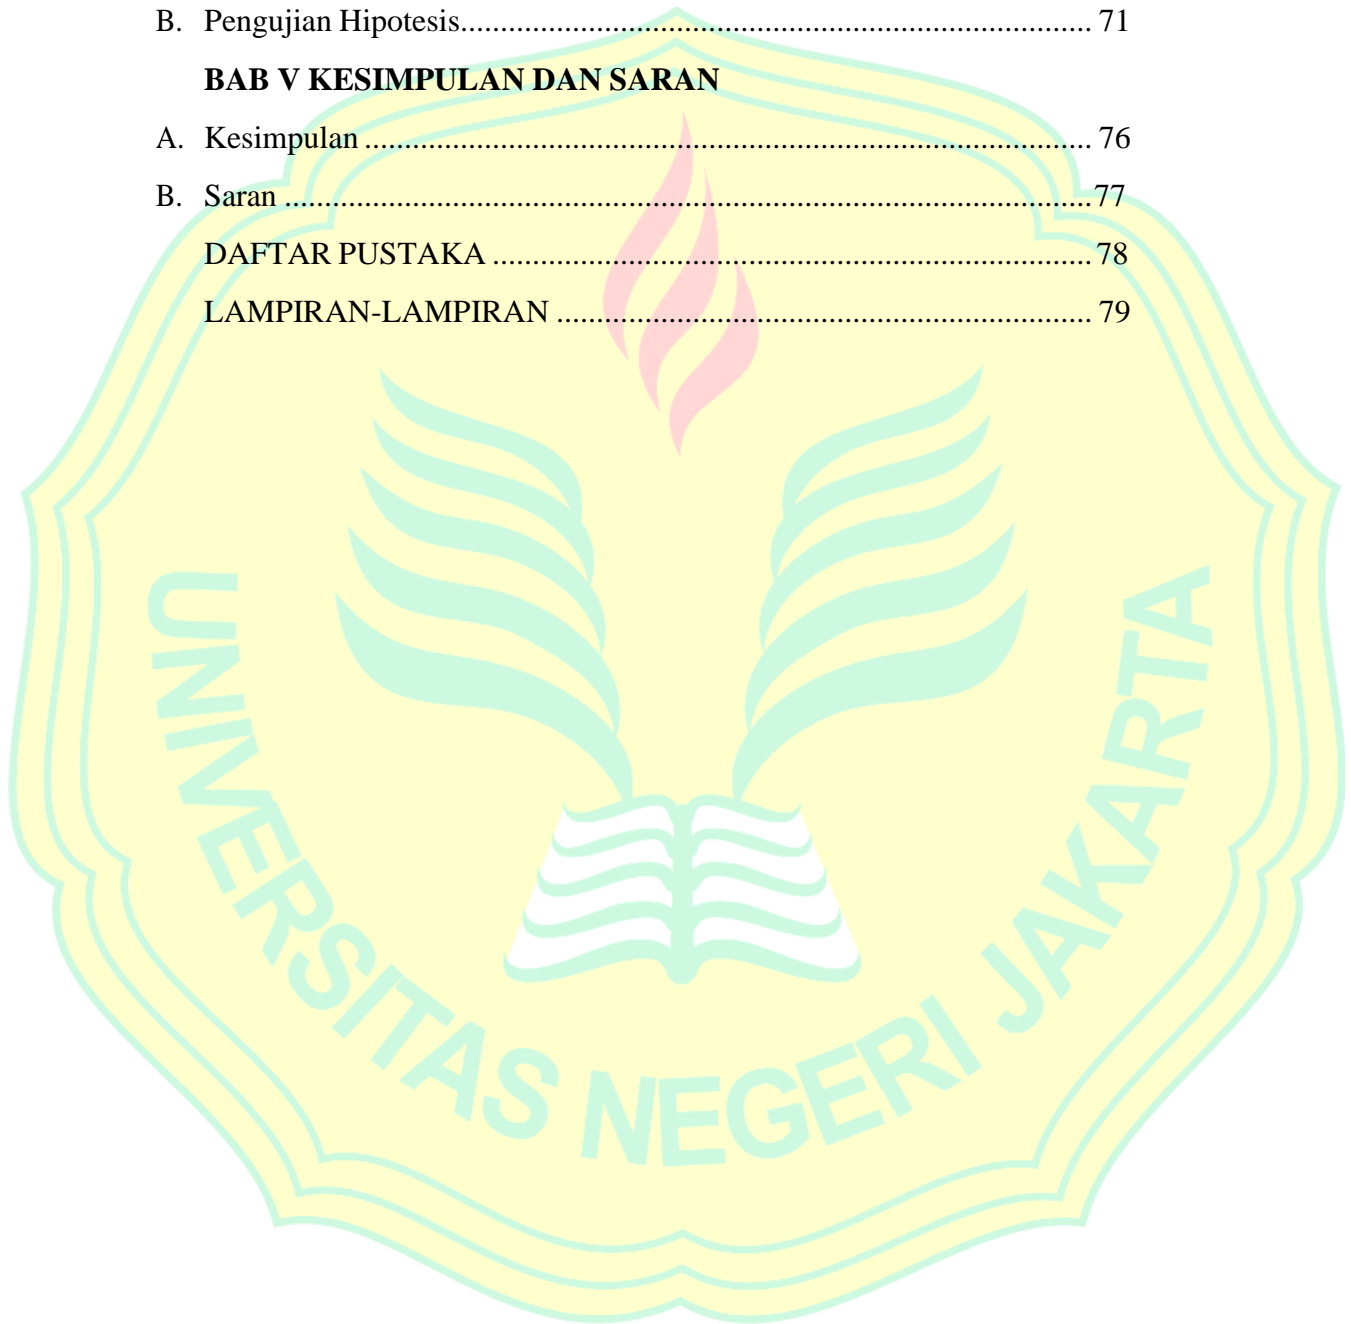 B. Pengujian Hipotesis............................................................................... 71
BAB V KESIMPULAN DAN SARAN
A. Kesimpulan ........................................................................................... 76
B. Saran .....................................................................................................77
DAFTAR PUSTAKA ........................................................................... 78
LAMPIRAN-LAMPIRAN ................................................................... 79
UNIVERSITAS NEGERI JAKARTA